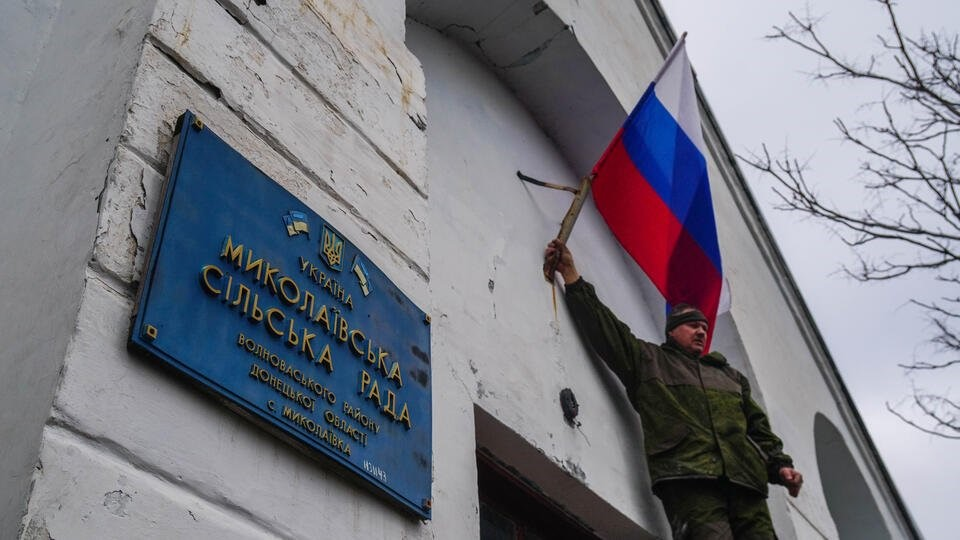 УКРАЇНА
МИКОЛАЇВСЬКА
СІЛЬСЬКА РАДА
ВОЛНОВАСЬКОГО РАЙОНУ
ДОНЕЦЬКОЇ ОБЛАСТІ
С. МИКОЛАЇВКА